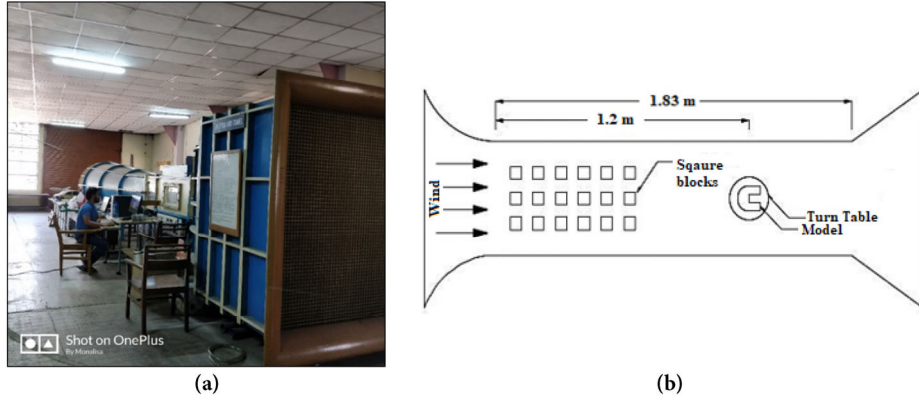 Shot on OnePlus
By Monalisa
(a)
1.83 m
1.2 m
Wind
Sqaure
blocks
Turn Table
Model
(b)